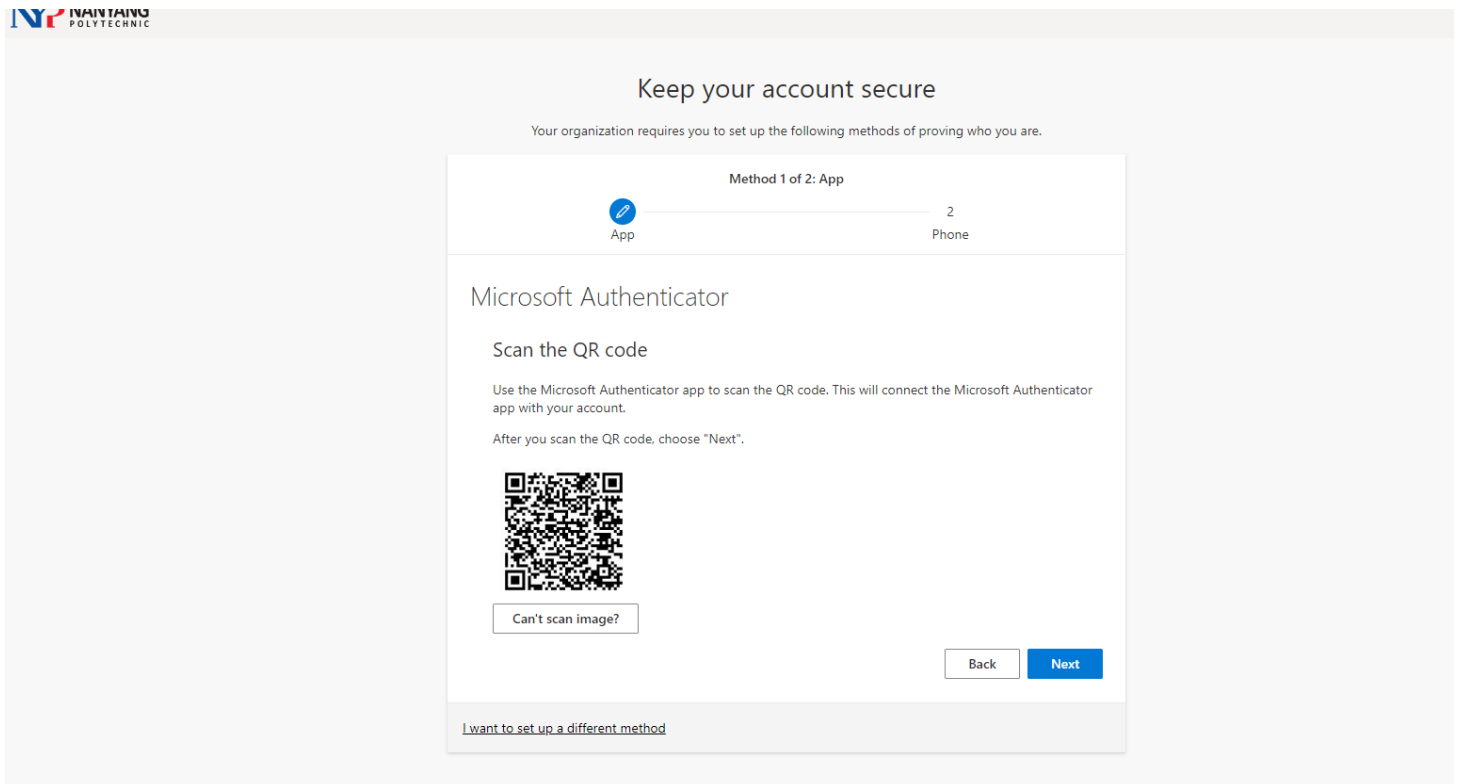 NYP NANYANG
POLYTECHNIC
Keep your account secure
Your organization requires you to set up the following methods of proving who you are.
Method 1 of 2: App
2
App
Phone
Microsoft Authenticator
Scan the QR code
Use the Microsoft Authenticator app to scan the QR code. This will connect the Microsoft Authenticator
app with your account.
After you scan the QR code, choose "Next".
Can't scan image?
Back
Next
I want to set up a different method